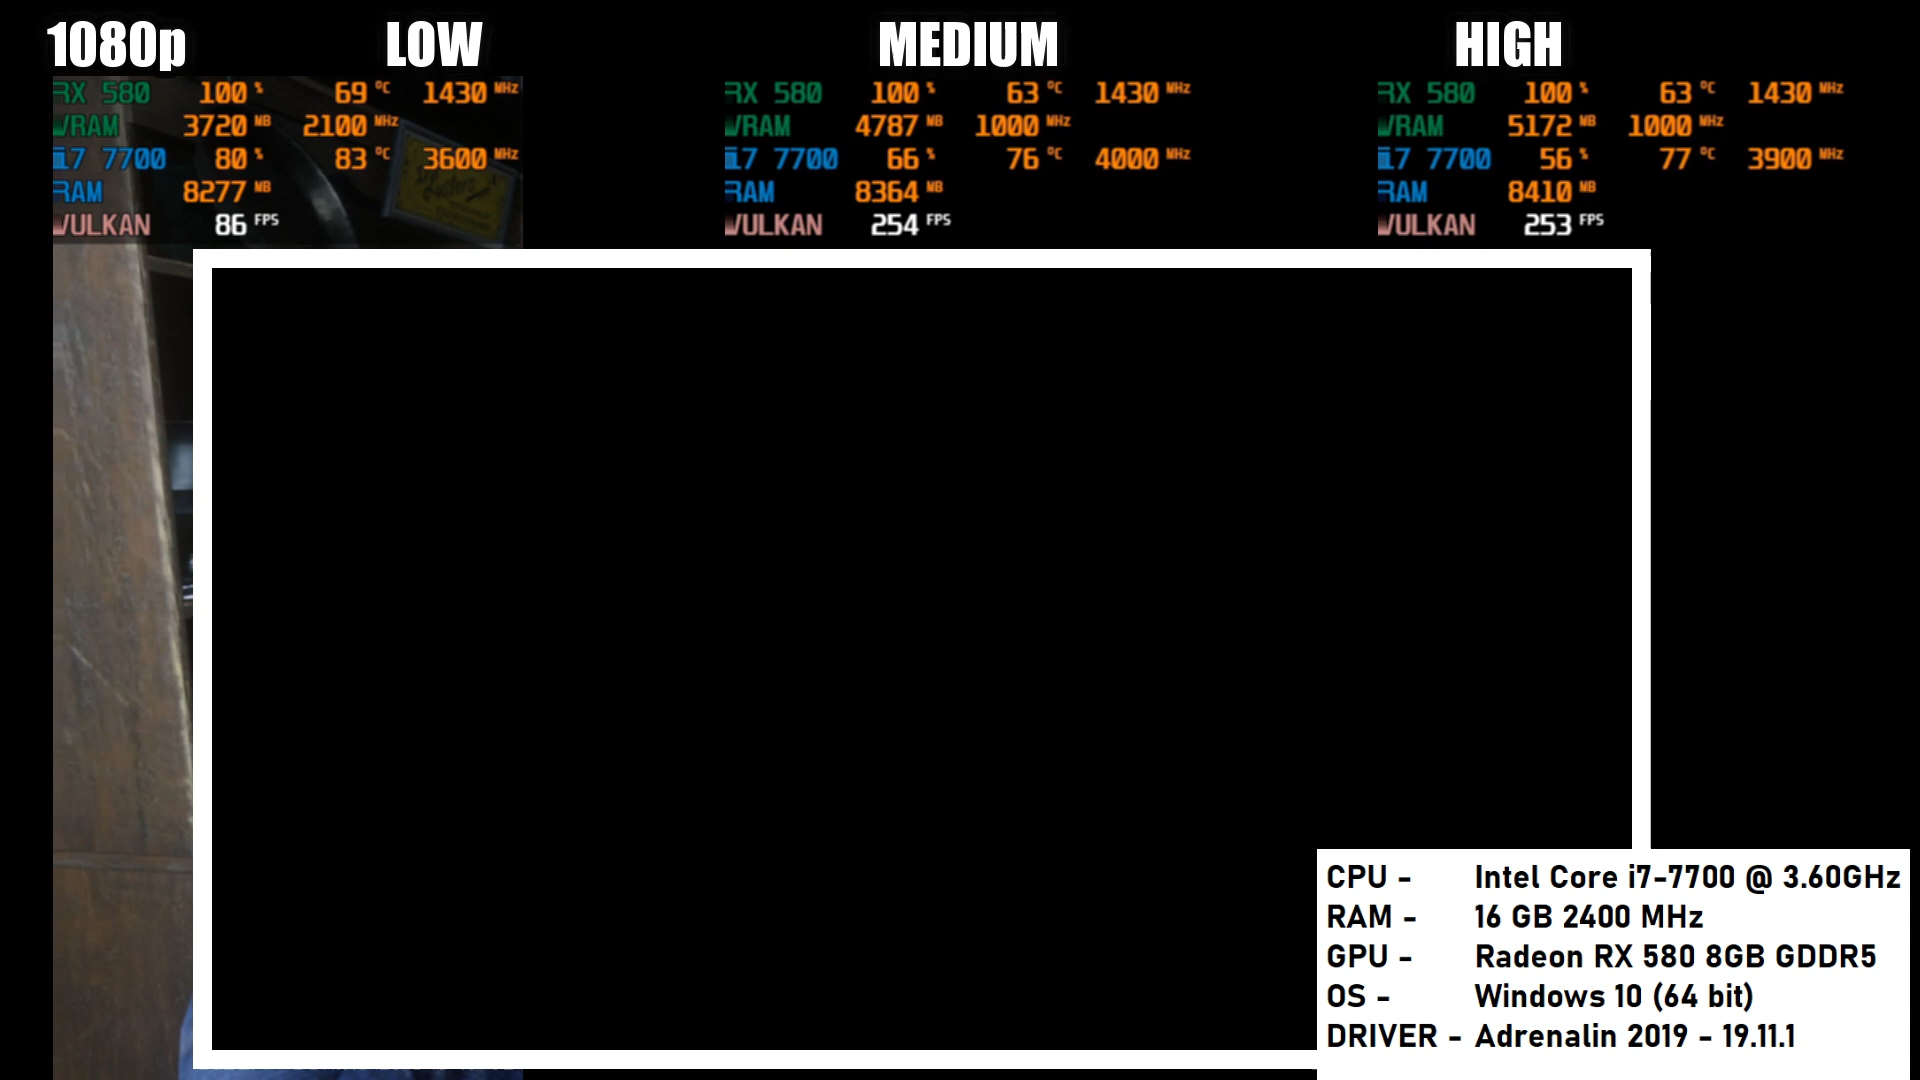 1080p LOW MEDIUM HIGH
RX 580 100 % 69 °C 1430 MHz RX 580 100 % 63 °C 1430 MHz RX 580 100 % 63 °C 1430 MHz
VRAM 3720 MB 2100 MHz VRAM 4787 MB 1000 MHz VRAM 5172 MB 1000 MHz
i7 7700 80 % 83 °C 3600 MHz i7 7700 66 % 76 °C 4000 MHz i7 7700 56 % 77 °C 3900 MHz
RAM 8277 MB RAM 8364 MB RAM 8410 MB
VULKAN 86 FPS VULKAN 254 FPS VULKAN 253 FPS
CPU - Intel Core i7-7700 @ 3.60GHz
RAM - 16 GB 2400 MHz
GPU - Radeon RX 580 8GB GDDR5
OS - Windows 10 (64 bit)
DRIVER - Adrenalin 2019 - 19.11.1